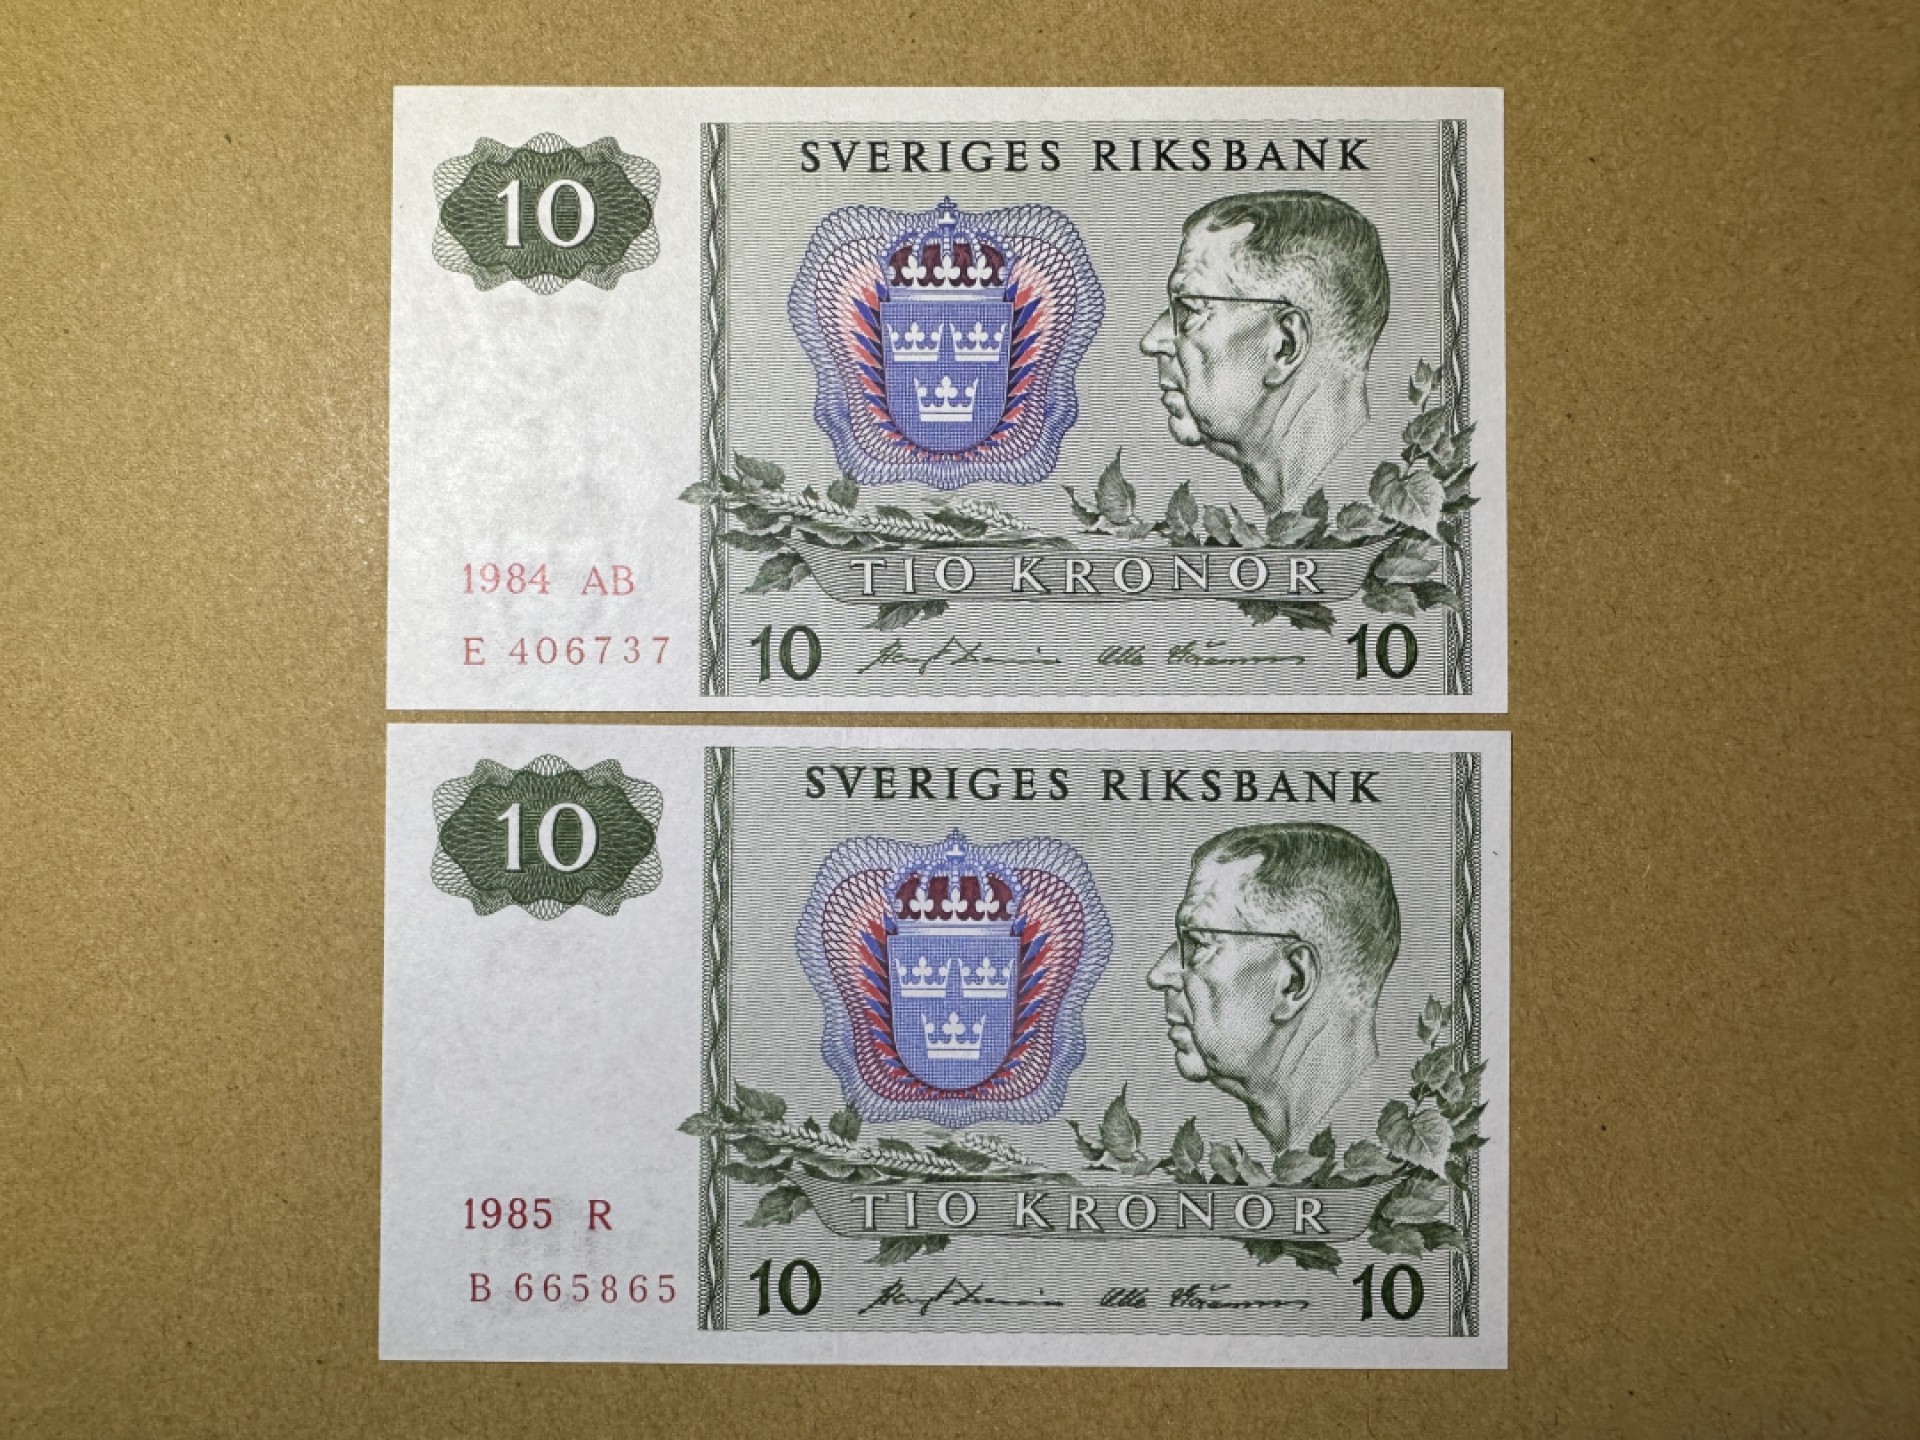 SVERIGES RIKSBANK
10
1984 AB
E 406737
TIO KRONOR
10
10
SVERIGES RIKSBANK
10
1985 R
B 665865
TIO KRONOR
10
10